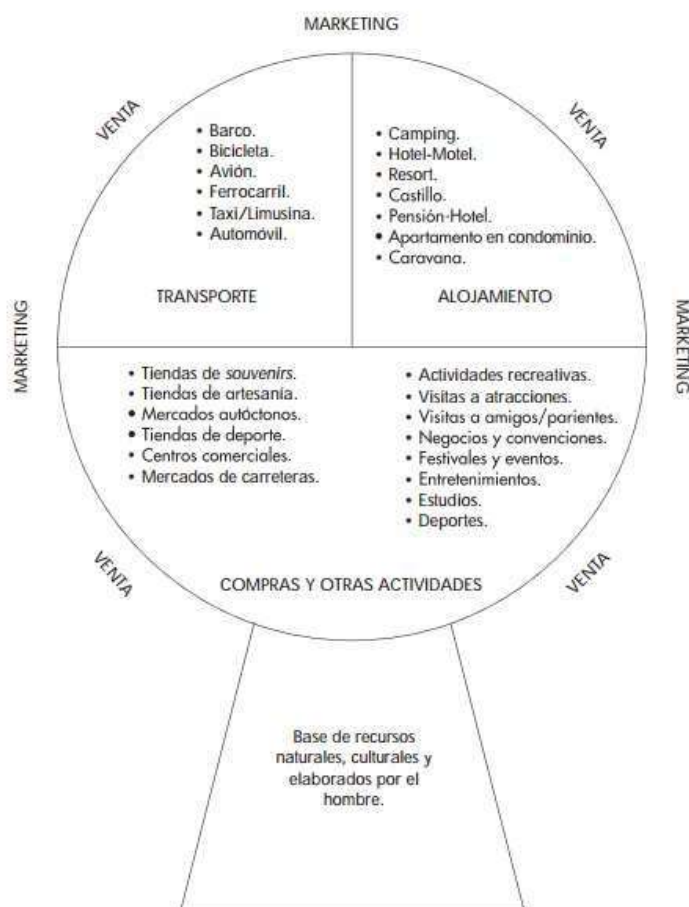 MARKETING
VENTA
VENTA
• Barco.
• Bicicleta.
• Avión.
• Ferrocarril.
• Taxi/Limusina.
• Automóvil.
TRANSPORTE
• Camping.
• Hotel-Motel.
• Resort.
• Castillo.
• Pensión-Hotel.
• Apartamento en condominio.
• Caravana.
ALOJAMIENTO
MARKETING
MARKETING
• Tiendas de souvenirs.
• Tiendas de artesanía.
• Mercados autóctonos.
• Tiendas de deporte.
• Centros comerciales.
• Mercados de carreteras.
• Actividades recreativas.
• Visitas a atracciones.
• Visitas a amigos/parientes.
• Negocios y convenciones.
• Festivales y eventos.
• Entretenimientos.
• Estudios.
• Deportes.
VENTA
COMPRAS Y OTRAS ACTIVIDADES
VENTA
Base de recursos
naturales, culturales y
elaborados por el
hombre.